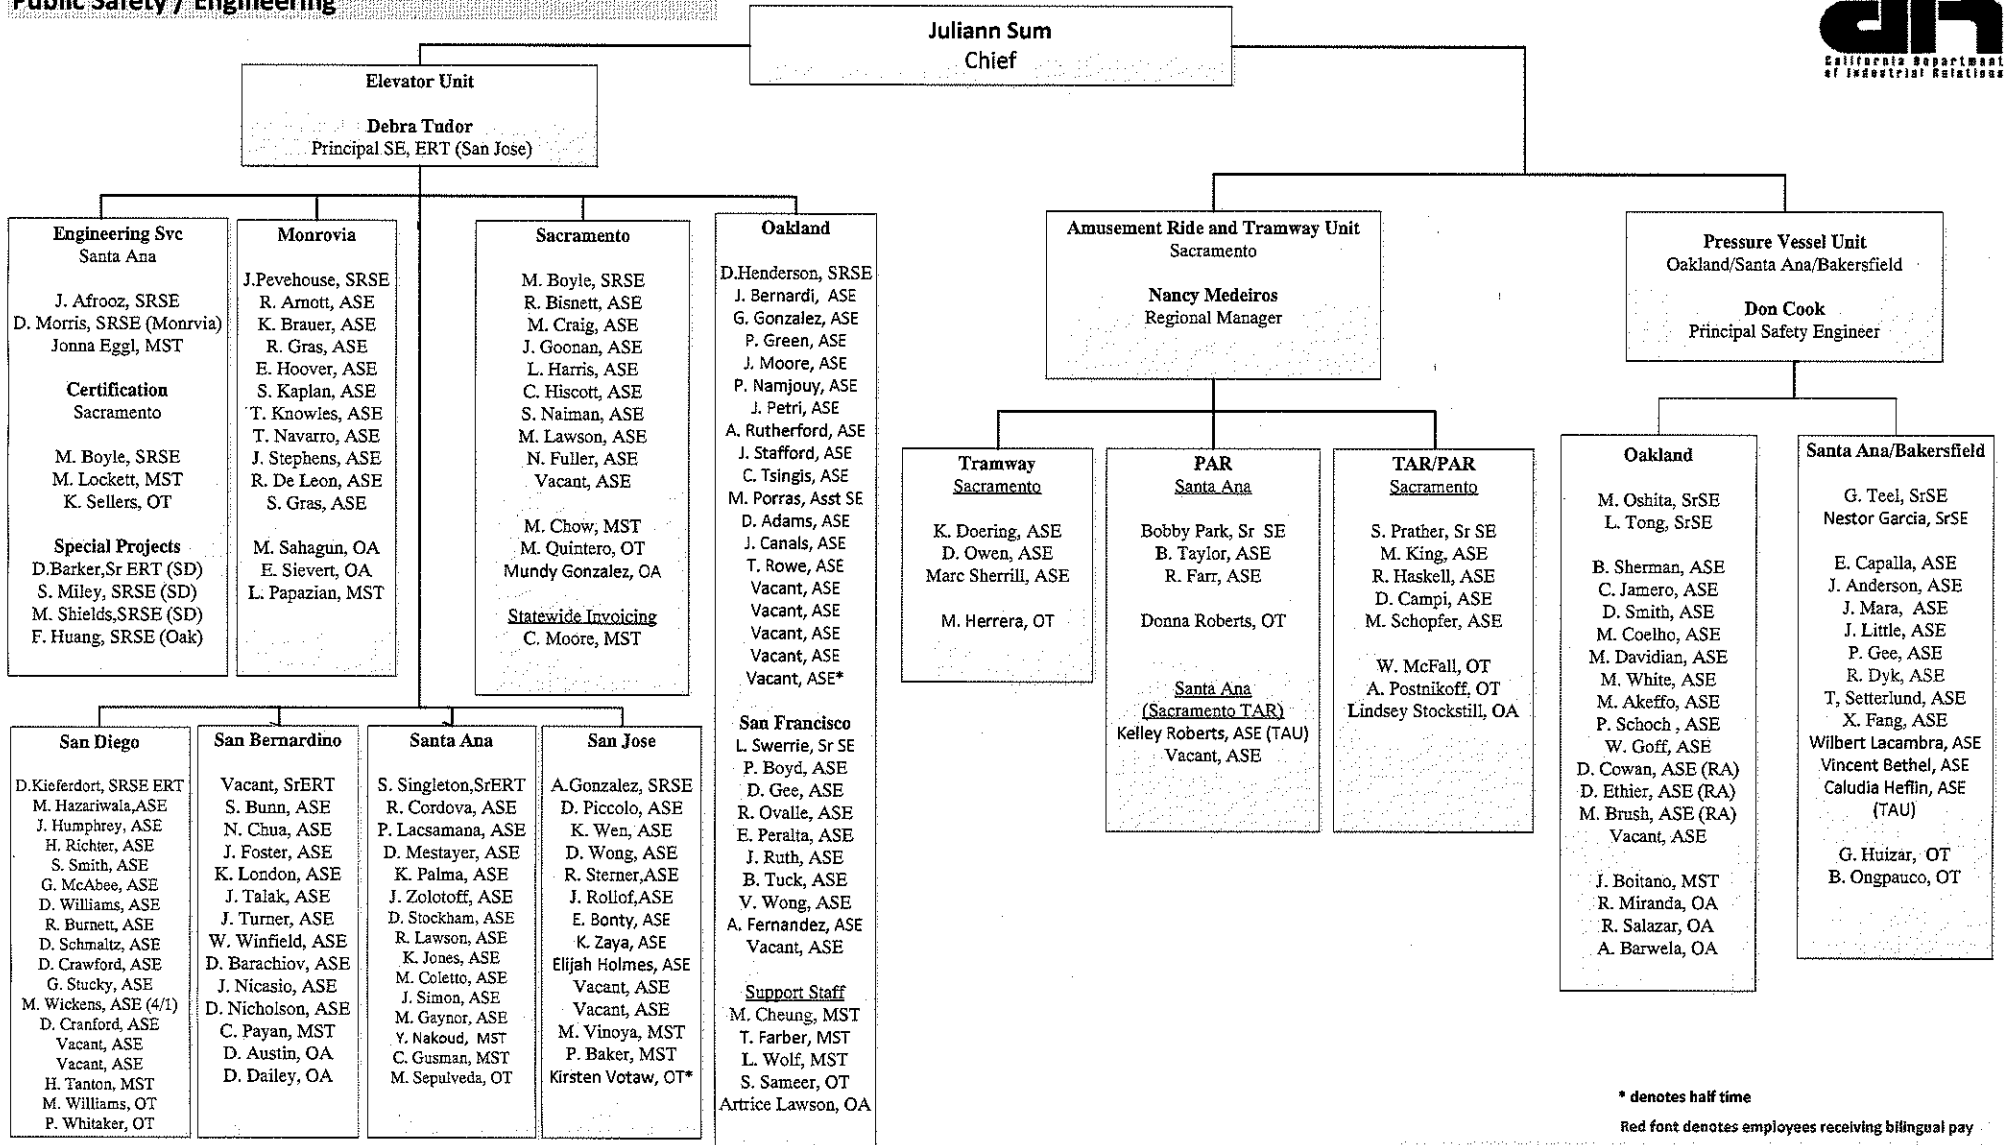 Public Safety / Engineering
Juliann Sum
Chief
California Department
of Industrial Relations
Elevator Unit
Debra Tudor
Principal SE, ERT (San Jose)
Engineering Svc
Santa Ana
J. Afrooz, SRSE
D. Morris, SRSE (Monrvia)
Jonna Eggl, MST
Certification
Sacramento
M. Boyle, SRSE
M. Lockett, MST
K. Sellers, OT
Special Projects
D.Barker,Sr ERT (SD)
S. Miley, SRSE (SD)
M. Shields,SRSE (SD)
F. Huang, SRSE (Oak)
Monrovia
J.Pevehouse, SRSE
R. Arnott, ASE
K. Brauer, ASE
R. Gras, ASE
E. Hoover, ASE
S. Kaplan, ASE
T. Knowles, ASE
T. Navarro, ASE
J. Stephens, ASE
R. De Leon, ASE
S. Gras, ASE
M. Sahagun, OA
E. Sievert, OA
L. Papazian, MST
Sacramento
M. Boyle, SRSE
R. Bisnett, ASE
M. Craig, ASE
J. Goonan, ASE
L. Harris, ASE
C. Hiscott, ASE
S. Naiman, ASE
M. Lawson, ASE
N. Fuller, ASE
Vacant, ASE
M. Chow, MST
M. Quintero, OT
Mundy Gonzalez, OA
Statewide Invoicing
C. Moore, MST
Oakland
D.Henderson, SRSE
J. Bernardi, ASE
G. Gonzalez, ASE
P. Green, ASE
J. Moore, ASE
P. Namjouy, ASE
J. Petri, ASE
A. Rutherford, ASE
J. Stafford, ASE
C. Tsingis, ASE
M. Porras, Asst SE
D. Adams, ASE
J. Canals, ASE
T. Rowe, ASE
Vacant, ASE
Vacant, ASE
Vacant, ASE
Vacant, ASE
Vacant, ASE*
San Francisco
L. Swerrie, Sr SE
P. Boyd, ASE
D. Gee, ASE
R. Ovalle, ASE
E. Peralta, ASE
J. Ruth, ASE
B. Tuck, ASE
V. Wong, ASE
A. Fernandez, ASE
Vacant, ASE
Support Staff
M. Cheung, MST
T. Farber, MST
L. Wolf, MST
S. Sameer, OT
Artrice Lawson, OA
San Diego
D.Kieferdort, SRSE ERT
M. Hazariwala,ASE
J. Humphrey, ASE
H. Richter, ASE
S. Smith, ASE
G. McAbee, ASE
D. Williams, ASE
R. Burnett, ASE
D. Schmaltz, ASE
D. Crawford, ASE
G. Stucky, ASE
M. Wickens, ASE (4/1)
D. Cranford, ASE
Vacant, ASE
Vacant, ASE
H. Tanton, MST
M. Williams, OT
P. Whitaker, OT
San Bernardino
Vacant, SrERT
S. Bunn, ASE
N. Chua, ASE
J. Foster, ASE
K. London, ASE
J. Talak, ASE
J. Turner, ASE
W. Winfield, ASE
D. Barachiov, ASE
J. Nicasio, ASE
D. Nicholson, ASE
C. Payan, MST
D. Austin, OA
D. Dailey, OA
Santa Ana
S. Singleton,SrERT
R. Cordova, ASE
P. Lacsamana, ASE
D. Mestayer, ASE
K. Palma, ASE
J. Zolotoff, ASE
D. Stockham, ASE
R. Lawson, ASE
K. Jones, ASE
M. Coletto, ASE
J. Simon, ASE
M. Gaynor, ASE
Y. Nakoud, MST
C. Gusman, MST
M. Sepulveda, OT
San Jose
A.Gonzalez, SRSE
D. Piccolo, ASE
K. Wen, ASE
D. Wong, ASE
R. Sterner,ASE
J. Rollof,ASE
E. Bonty, ASE
K. Zaya, ASE
Elijah Holmes, ASE
Vacant, ASE
Vacant, ASE
M. Vinoya, MST
P. Baker, MST
Kirsten Votaw, OT*
Amusement Ride and Tramway Unit
Sacramento
Nancy Medeiros
Regional Manager
Tramway
Sacramento
K. Doering, ASE
D. Owen, ASE
Marc Sherrill, ASE
M. Herrera, OT
PAR
Santa Ana
Bobby Park, Sr SE
B. Taylor, ASE
R. Farr, ASE
Donna Roberts, OT
Santa Ana
(Sacramento TAR)
Kelley Roberts, ASE (TAU)
Vacant, ASE
TAR/PAR
Sacramento
S. Prather, Sr SE
M. King, ASE
R. Haskell, ASE
D. Campi, ASE
M. Schopfer, ASE
W. McFall, OT
A. Postnikoff, OT
Lindsey Stockstill, OA
Pressure Vessel Unit
Oakland/Santa Ana/Bakersfield
Don Cook
Principal Safety Engineer
Oakland
M. Oshita, SrSE
L. Tong, SrSE
B. Sherman, ASE
C. Jamero, ASE
D. Smith, ASE
M. Coelho, ASE
M. Davidian, ASE
M. White, ASE
M. Akeffo, ASE
P. Schoch , ASE
W. Goff, ASE
D. Cowan, ASE (RA)
D. Ethier, ASE (RA)
M. Brush, ASE (RA)
Vacant, ASE
J. Boitano, MST
R. Miranda, OA
R. Salazar, OA
A. Barwela, OA
Santa Ana/Bakersfield
G. Teel, SrSE
Nestor Garcia, SrSE
E. Capalla, ASE
J. Anderson, ASE
J. Mara, ASE
J. Little, ASE
P. Gee, ASE
R. Dyk, ASE
T, Setterlund, ASE
X. Fang, ASE
Wilbert Lacambra, ASE
Vincent Bethel, ASE
Caludia Heflin, ASE
(TAU)
G. Huizar, OT
B. Ongpauco, OT
* denotes half time
Red font denotes employees receiving bilingual pay